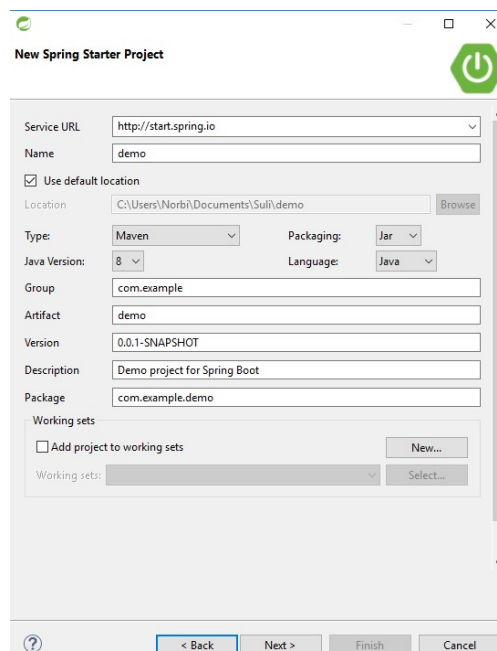 New Spring Starter Project
Service URL http://start.spring.io
Name demo
Use default location
Location C:\Users\Norbi\Documents\Suli\demo Browse
Type: Maven Packaging: Jar
Java Version: 8 Language: Java
Group com.example
Artifact demo
Version 0.0.1-SNAPSHOT
Description Demo project for Spring Boot
Package com.example.demo
Working sets
Add project to working sets New...
Working sets: Select...
? < Back Next > Finish Cancel